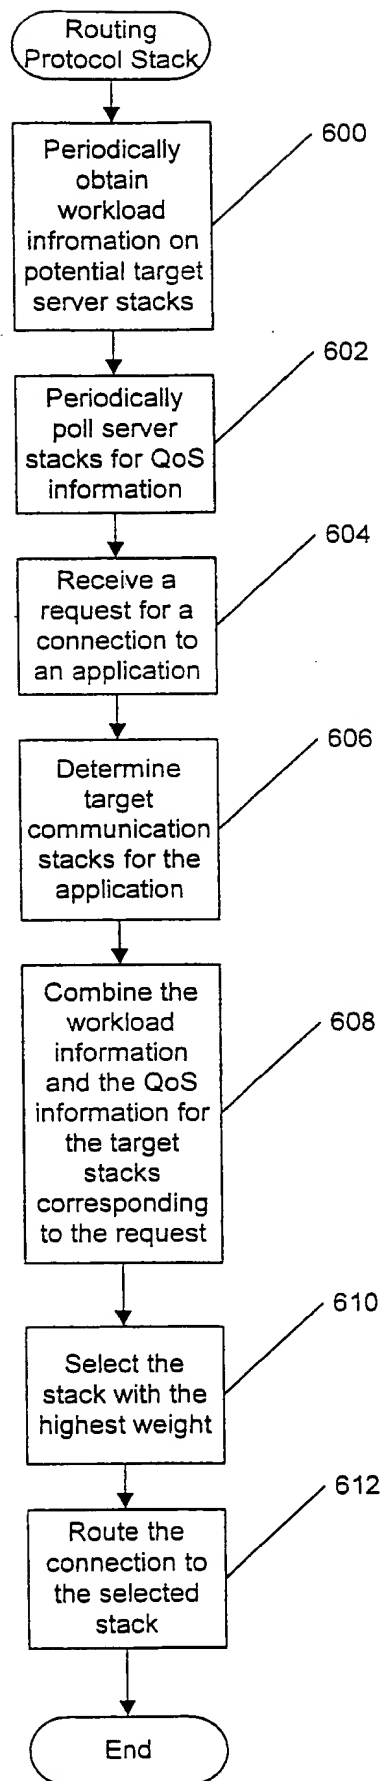 Routing
Protocol Stack
600
Periodically
obtain
workload
infromation on
potential target
server stacks
602
Periodically
poll server
stacks for QoS
information
604
Receive a
request for a
connection to
an application
606
Determine
target
communication
stacks for the
application
608
Combine the
workload
information
and the QoS
information for
the target
stacks
corresponding
to the request
610
Select the
stack with the
highest weight
612
Route the
connection to
the selected
stack
End